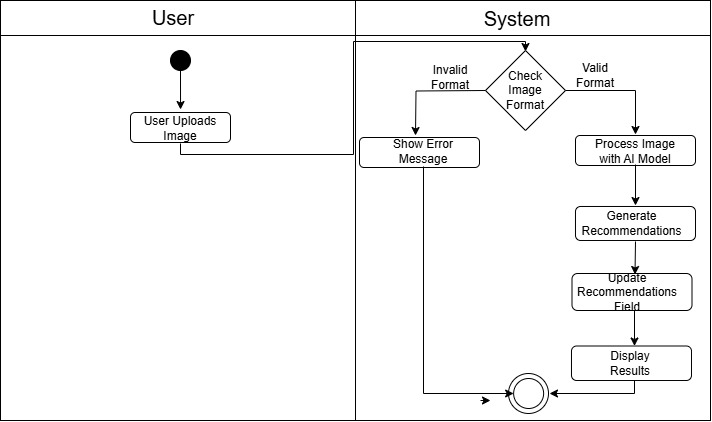 User
System
User Uploads
Image
Check
Image
Format
Invalid
Format
Valid
Format
Show Error
Message
Process Image
with AI Model
Generate
Recommendations
Update
Recommendations
Field
Display
Results